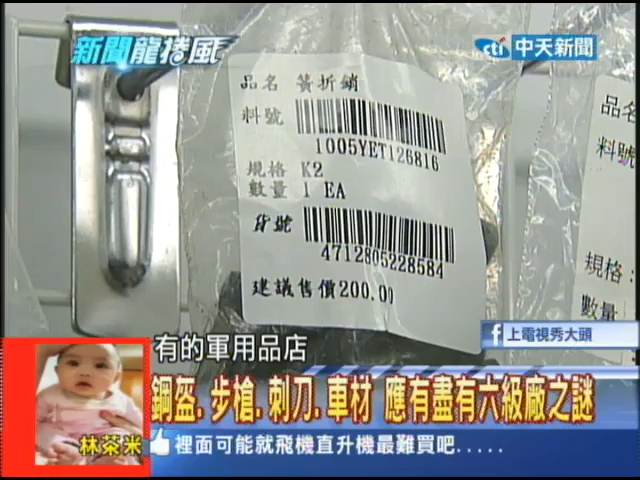 新聞龍捲風
cti 中天新聞
品名 簧折銷
料號
1005YET126816
規格 K2
數量 1 EA
貨號
4712805228584
建議售價200.00
品名
料號
規格:
數量
f 上電視秀大頭
有的軍用品店
鋼盔.步槍.刺刀.車材 應有盡有六級廠之謎
林茶米
裡面可能就飛機直升機最難買吧.....